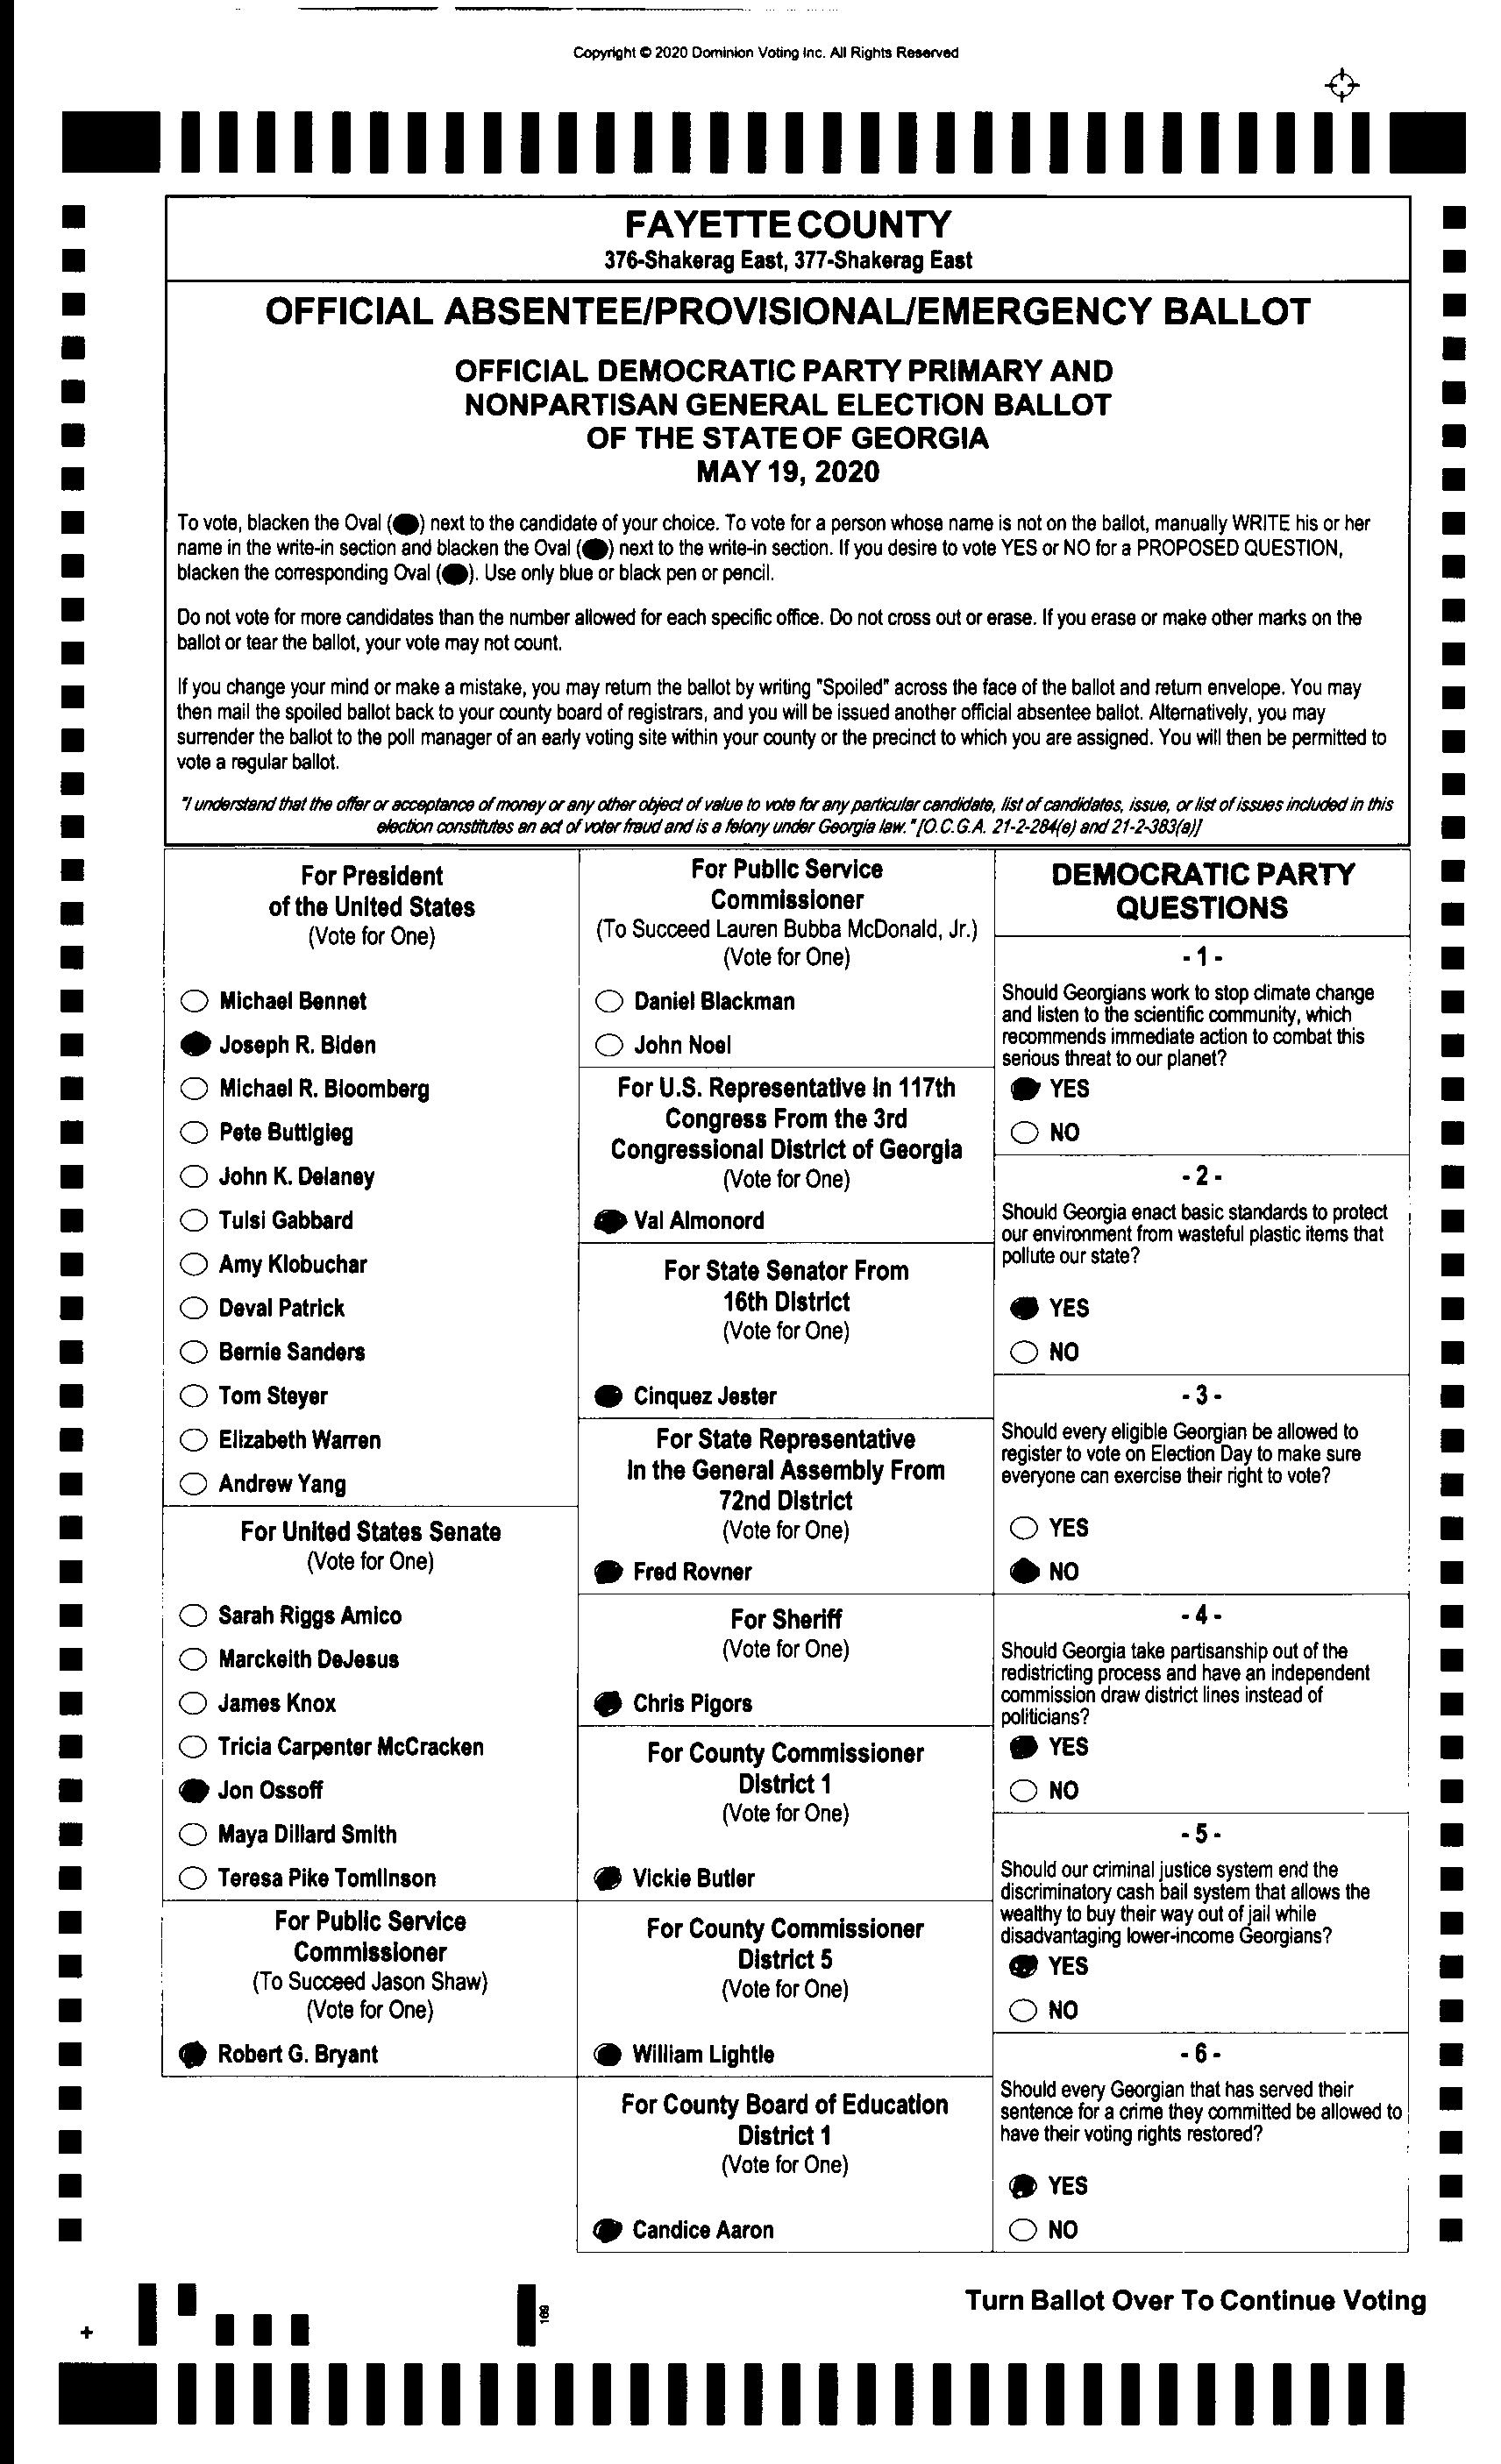 Copyright © 2020 Dominion Voting Inc. All Rights Reserved
FAYETTE COUNTY
376-Shakerag East, 377-Shakerag East
OFFICIAL ABSENTEE/PROVISIONAL/EMERGENCY BALLOT
OFFICIAL DEMOCRATIC PARTY PRIMARY AND
NONPARTISAN GENERAL ELECTION BALLOT
OF THE STATE OF GEORGIA
MAY 19, 2020
To vote, blacken the Oval (●) next to the candidate of your choice. To vote for a person whose name is not on the ballot, manually WRITE his or her
name in the write-in section and blacken the Oval (●) next to the write-in section. If you desire to vote YES or NO for a PROPOSED QUESTION,
blacken the corresponding Oval (●). Use only blue or black pen or pencil.
Do not vote for more candidates than the number allowed for each specific office. Do not cross out or erase. If you erase or make other marks on the
ballot or tear the ballot, your vote may not count.
If you change your mind or make a mistake, you may return the ballot by writing "Spoiled" across the face of the ballot and return envelope. You may
then mail the spoiled ballot back to your county board of registrars, and you will be issued another official absentee ballot. Alternatively, you may
surrender the ballot to the poll manager of an early voting site within your county or the precinct to which you are assigned. You will then be permitted to
vote a regular ballot.
"I understand that the offer or acceptance of money or any other object of value to vote for any particular candidate, list of candidates, issue, or list of issues included in this
election constitutes an act of voter fraud and is a felony under Georgia law." [O.C.G.A. 21-2-284(e) and 21-2-383(a)]
For President
of the United States
(Vote for One)
Michael Bennet
Joseph R. Biden
Michael R. Bloomberg
Pete Buttigieg
John K. Delaney
Tulsi Gabbard
Amy Klobuchar
Deval Patrick
Bernie Sanders
Tom Steyer
Elizabeth Warren
Andrew Yang
For United States Senate
(Vote for One)
Sarah Riggs Amico
Marckeith DeJesus
James Knox
Tricia Carpenter McCracken
Jon Ossoff
Maya Dillard Smith
Teresa Pike Tomlinson
For Public Service
Commissioner
(To Succeed Jason Shaw)
(Vote for One)
Robert G. Bryant
For Public Service
Commissioner
(To Succeed Lauren Bubba McDonald, Jr.)
(Vote for One)
Daniel Blackman
John Noel
For U.S. Representative in 117th
Congress From the 3rd
Congressional District of Georgia
(Vote for One)
Val Almonord
For State Senator From
16th District
(Vote for One)
Cinquez Jester
For State Representative
In the General Assembly From
72nd District
(Vote for One)
Fred Rovner
For Sheriff
(Vote for One)
Chris Pigors
For County Commissioner
District 1
(Vote for One)
Vickie Butler
For County Commissioner
District 5
(Vote for One)
William Lightle
For County Board of Education
District 1
(Vote for One)
Candice Aaron
DEMOCRATIC PARTY
QUESTIONS
- 1 -
Should Georgians work to stop climate change
and listen to the scientific community, which
recommends immediate action to combat this
serious threat to our planet?
YES
NO
- 2 -
Should Georgia enact basic standards to protect
our environment from wasteful plastic items that
pollute our state?
YES
NO
- 3 -
Should every eligible Georgian be allowed to
register to vote on Election Day to make sure
everyone can exercise their right to vote?
YES
NO
- 4 -
Should Georgia take partisanship out of the
redistricting process and have an independent
commission draw district lines instead of
politicians?
YES
NO
- 5 -
Should our criminal justice system end the
discriminatory cash bail system that allows the
wealthy to buy their way out of jail while
disadvantaging lower-income Georgians?
YES
NO
- 6 -
Should every Georgian that has served their
sentence for a crime they committed be allowed to
have their voting rights restored?
YES
NO
Turn Ballot Over To Continue Voting
169